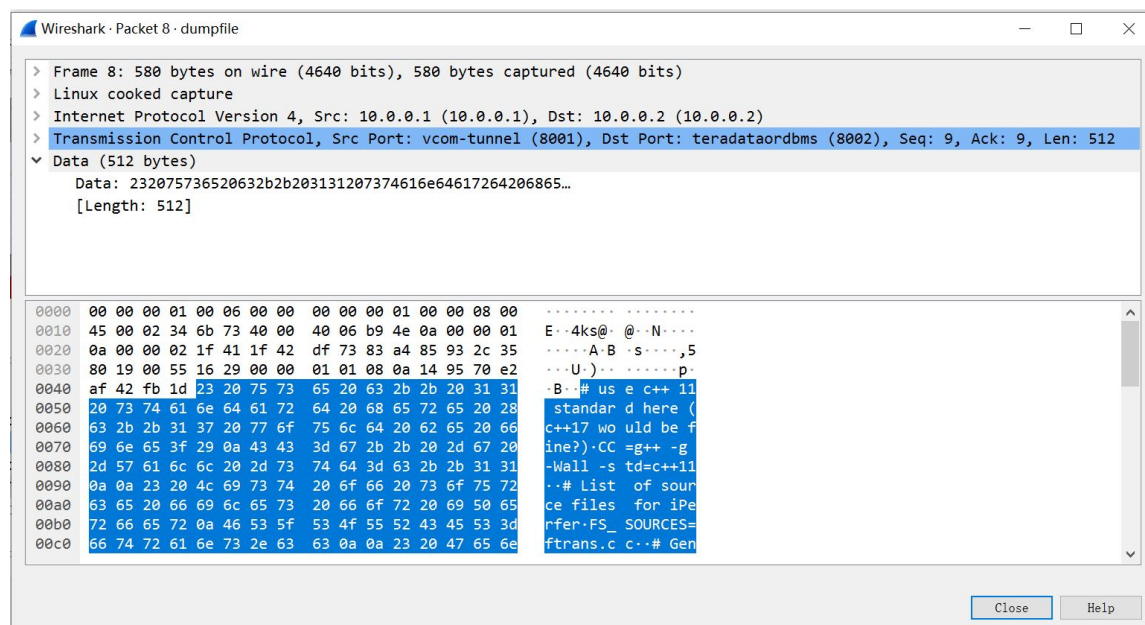 Wireshark · Packet 8 · dumpfile
Frame 8: 580 bytes on wire (4640 bits), 580 bytes captured (4640 bits)
Linux cooked capture
Internet Protocol Version 4, Src: 10.0.0.1 (10.0.0.1), Dst: 10.0.0.2 (10.0.0.2)
Transmission Control Protocol, Src Port: vcom-tunnel (8001), Dst Port: teradataordbms (8002), Seq: 9, Ack: 9, Len: 512
Data (512 bytes)
Data: 232075736520632b2b203131207374616e64617264206865…
[Length: 512]
0000 00 00 00 01 00 06 00 00 00 00 00 01 00 00 08 00 ········ ········
0010 45 00 02 34 6b 73 40 00 40 06 b9 4e 0a 00 00 01 E··4ks@· @··N····
0020 0a 00 00 02 1f 41 1f 42 df 73 83 a4 85 93 2c 35 ·····A·B ·s····,5
0030 80 19 00 55 16 29 00 00 01 01 08 0a 14 95 70 e2 ···U·)·· ······p·
0040 af 42 fb 1d 23 20 75 73 65 20 63 2b 2b 20 31 31 ·B··# us e c++ 11
0050 20 73 74 61 6e 64 61 72 64 20 68 65 72 65 20 28 standar d here (
0060 63 2b 2b 31 37 20 77 6f 75 6c 64 20 62 65 20 66 c++17 wo uld be f
0070 69 6e 65 3f 29 0a 43 43 3d 67 2b 2b 20 2d 67 20 ine?)·CC =g++ -g
0080 2d 57 61 6c 6c 20 2d 73 74 64 3d 63 2b 2b 31 31 -Wall -s td=c++11
0090 0a 0a 23 20 4c 69 73 74 20 6f 66 20 73 6f 75 72 ··# List of sour
00a0 63 65 20 66 69 6c 65 73 20 66 6f 72 20 69 50 65 ce files for iPe
00b0 72 66 65 72 0a 46 53 5f 53 4f 55 52 43 45 53 3d rfer·FS_ SOURCES=
00c0 66 74 72 61 6e 73 2e 63 63 0a 0a 23 20 47 65 6e ftrans.c c··# Gen
Close Help